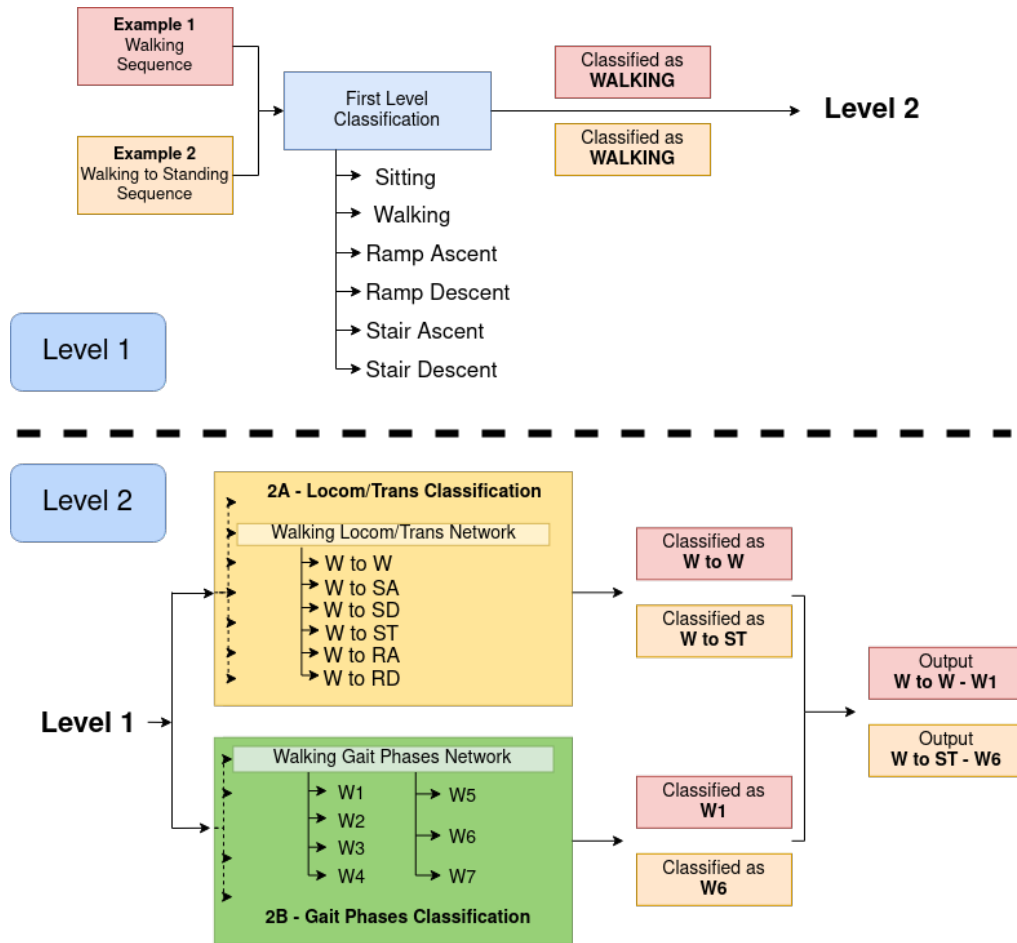 Example 1
Walking
Sequence
Example 2
Walking to Standing
Sequence
First Level
Classification
Classified as
WALKING
Classified as
WALKING
Level 2
Sitting
Walking
Ramp Ascent
Ramp Descent
Stair Ascent
Stair Descent
Level 1
Level 2
2A - Locom/Trans Classification
Walking Locom/Trans Network
W to W
W to SA
W to SD
W to ST
W to RA
W to RD
Classified as
W to W
Classified as
W to ST
Level 1
Output
W to W - W1
Output
W to ST - W6
Walking Gait Phases Network
W1
W2
W3
W4
W5
W6
W7
2B - Gait Phases Classification
Classified as
W1
Classified as
W6